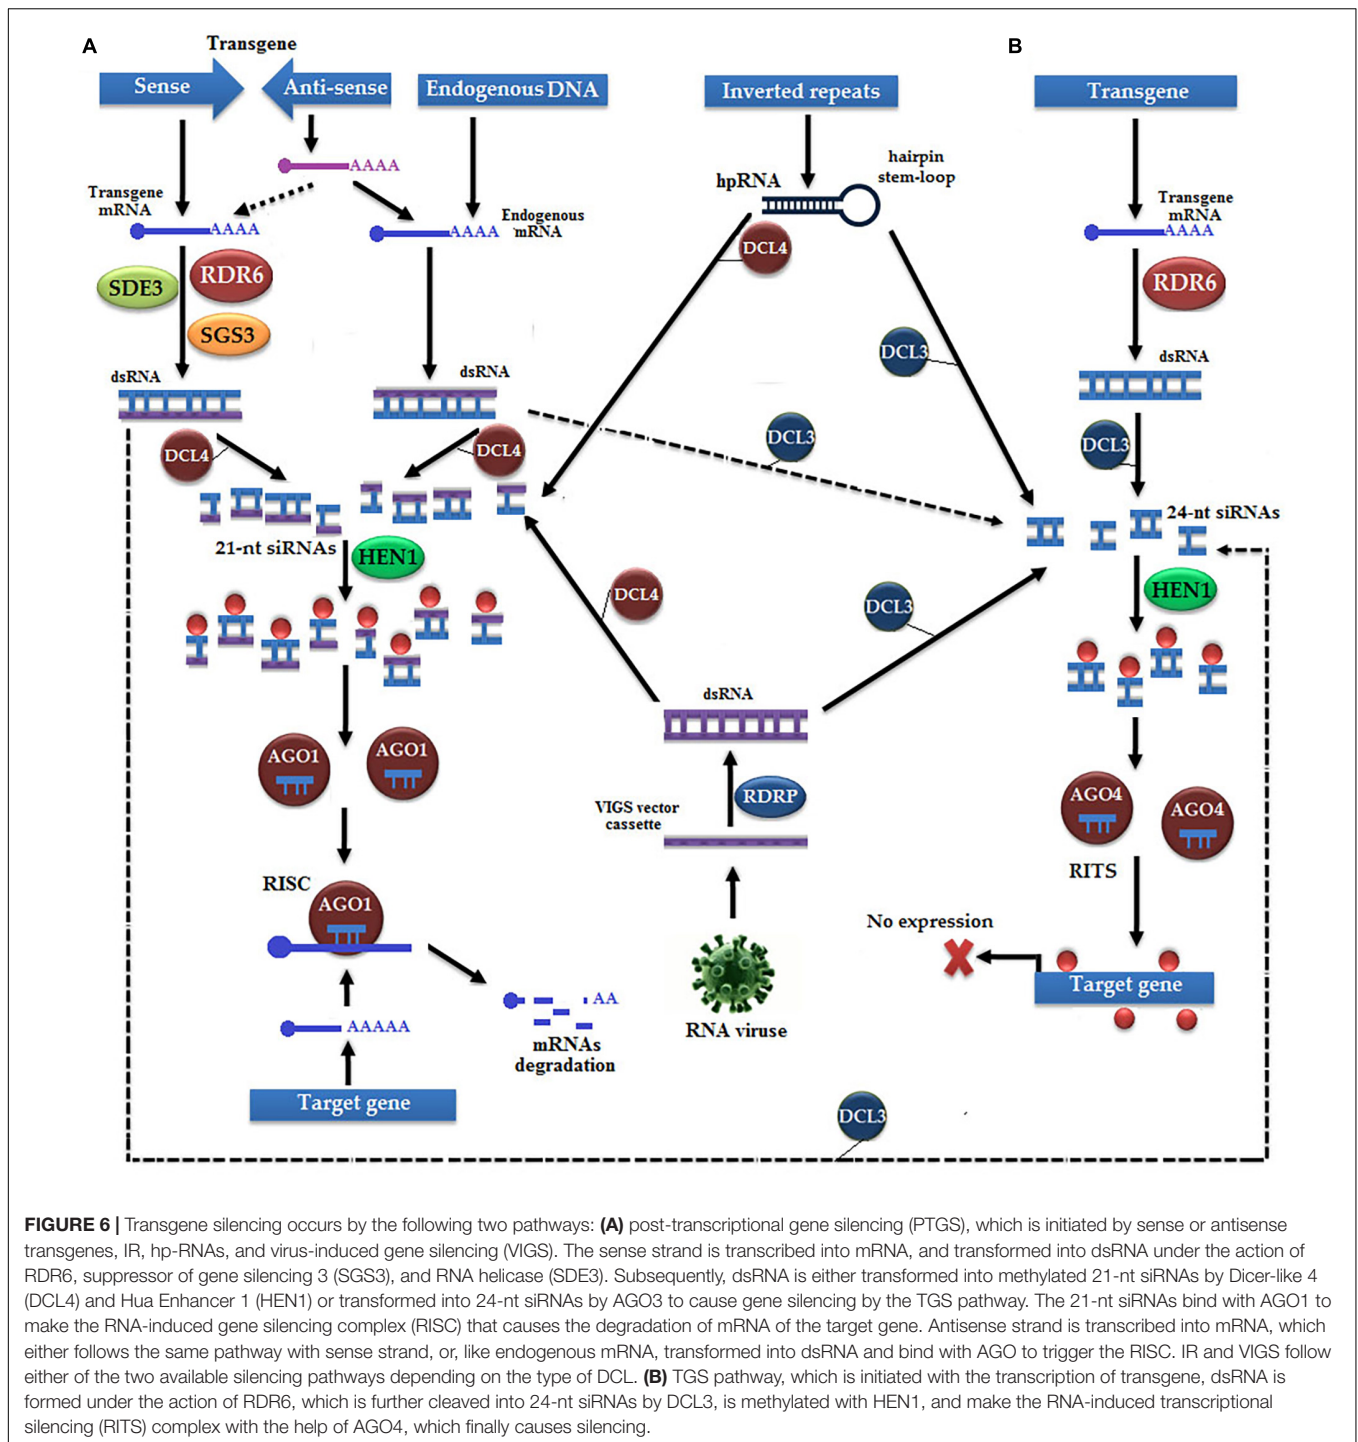 A
Transgene
B
Sense
Anti-sense
Endogenous DNA
Inverted repeats
Transgene
AAAA
hairpin
stem-loop
hpRNA
Transgene
mRNA
AAAA
Endogenous
mRNA
AAAA
Transgene
mRNA
AAAA
DCL4
SDE3
RDR6
SGS3
RDR6
DCL3
dsRNA
dsRNA
dsRNA
DCL4
DCL4
DCL3
DCL3
21-nt siRNAs
24-nt siRNAs
HEN1
HEN1
DCL4
DCL3
dsRNA
AGO1
AGO1
RDRP
VIGS vector
cassette
AGO4
AGO4
RITS
RISC
AGO1
No expression
Target gene
AA
AAAAA
RNA viruse
mRNAs
degradation
Target gene
DCL3
FIGURE 6 | Transgene silencing occurs by the following two pathways: (A) post-transcriptional gene silencing (PTGS), which is initiated by sense or antisense
transgenes, IR, hp-RNAs, and virus-induced gene silencing (VIGS). The sense strand is transcribed into mRNA, and transformed into dsRNA under the action of
RDR6, suppressor of gene silencing 3 (SGS3), and RNA helicase (SDE3). Subsequently, dsRNA is either transformed into methylated 21-nt siRNAs by Dicer-like 4
(DCL4) and Hua Enhancer 1 (HEN1) or transformed into 24-nt siRNAs by AGO3 to cause gene silencing by the TGS pathway. The 21-nt siRNAs bind with AGO1 to
make the RNA-induced gene silencing complex (RISC) that causes the degradation of mRNA of the target gene. Antisense strand is transcribed into mRNA, which
either follows the same pathway with sense strand, or, like endogenous mRNA, transformed into dsRNA and bind with AGO to trigger the RISC. IR and VIGS follow
either of the two available silencing pathways depending on the type of DCL. (B) TGS pathway, which is initiated with the transcription of transgene, dsRNA is
formed under the action of RDR6, which is further cleaved into 24-nt siRNAs by DCL3, is methylated with HEN1, and make the RNA-induced transcriptional
silencing (RITS) complex with the help of AGO4, which finally causes silencing.